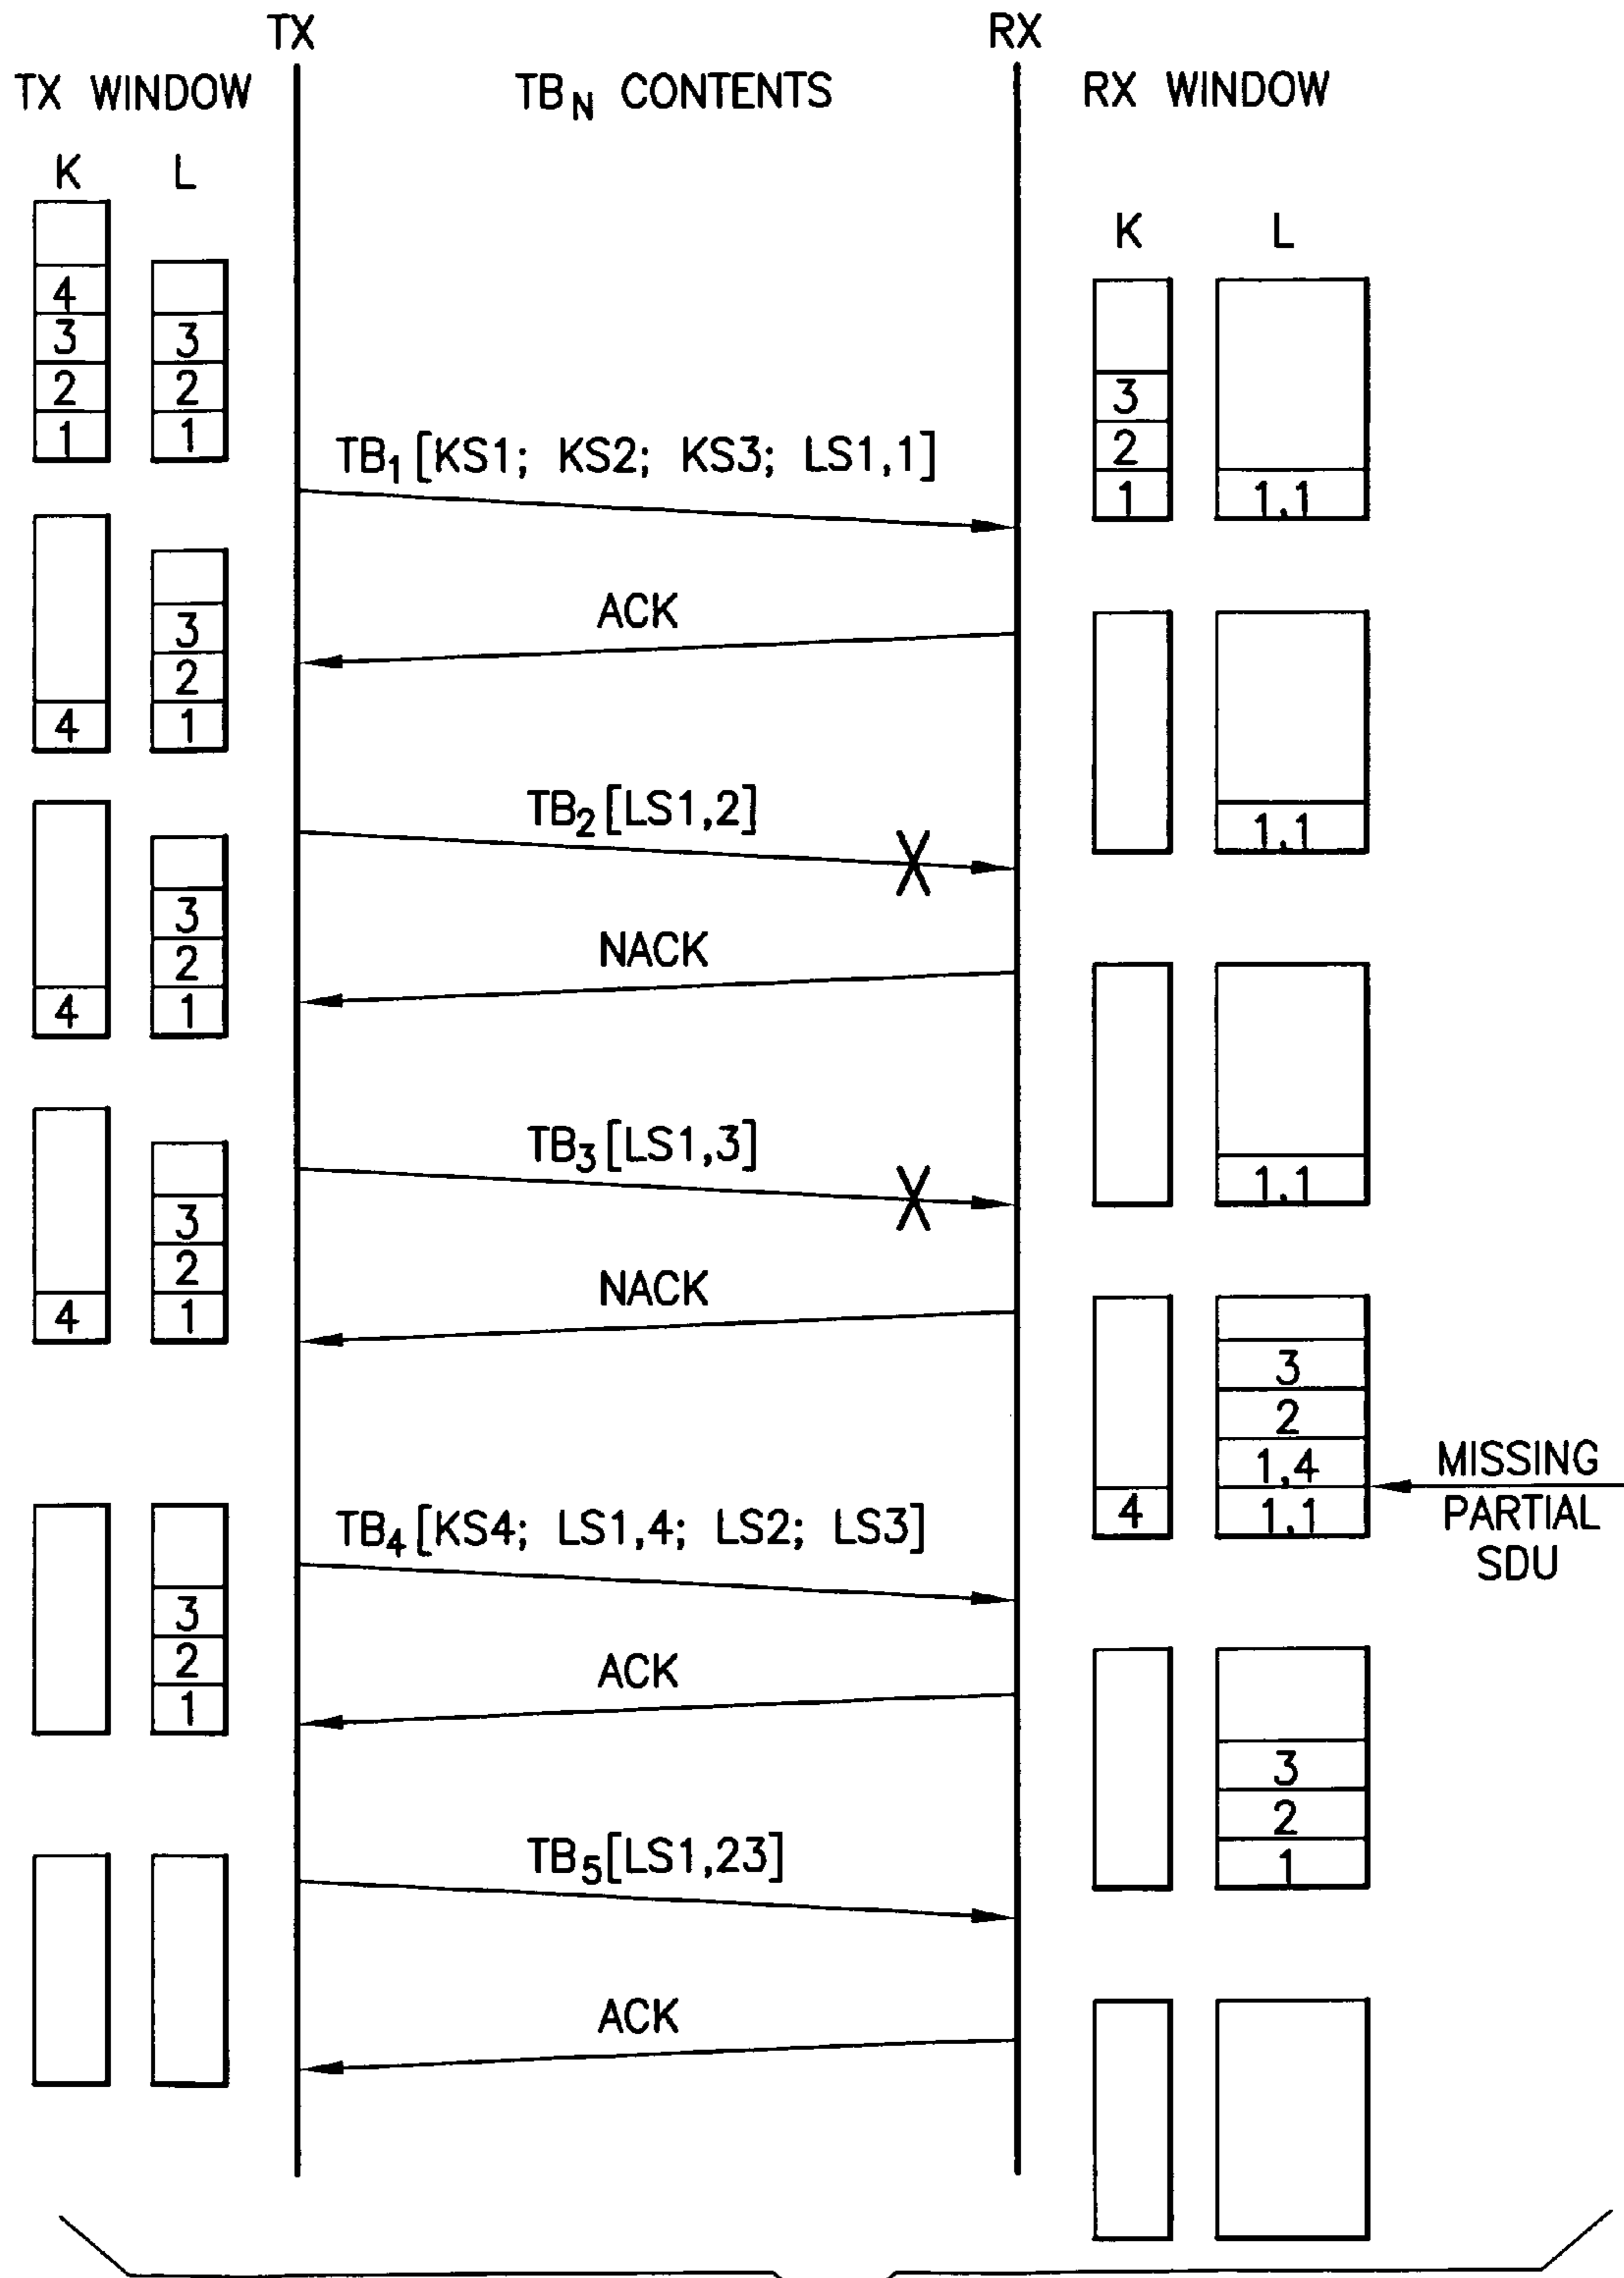 TX RX
TX WINDOW TB_N CONTENTS RX WINDOW
K L
K L
4
3 3
2 2
1 1
3
2
1 1,1
TB₁[KS1; KS2; KS3; LS1,1]
ACK
3
2
4 1
1,1
TB₂[LS1,2]
X
NACK
3
2
4 1
1,1
TB₃[LS1,3]
X
NACK
3
2
4 1
3
2
1,4
4 1,1
MISSING
PARTIAL
SDU
TB₄[KS4; LS1,4; LS2; LS3]
ACK
3
2
1
3
2
1
TB₅[LS1,23]
ACK